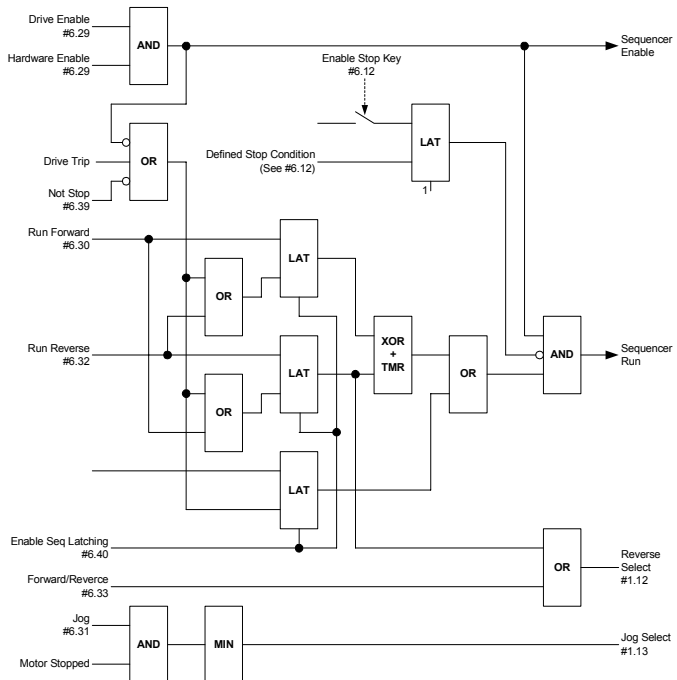 Drive Enable
#6.29
AND
Sequencer
Enable
Hardware Enable
#6.29
Enable Stop Key
#6.12
LAT
Defined Stop Condition
(See #6.12)
1
Drive Trip
OR
Not Stop
#6.39
Run Forward
#6.30
LAT
OR
XOR
+
TMR
Run Reverse
#6.32
LAT
OR
AND
Sequencer
Run
OR
LAT
Enable Seq Latching
#6.40
OR
Reverse
Select
#1.12
Forward/Reverce
#6.33
Jog
#6.31
AND
MIN
Jog Select
#1.13
Motor Stopped